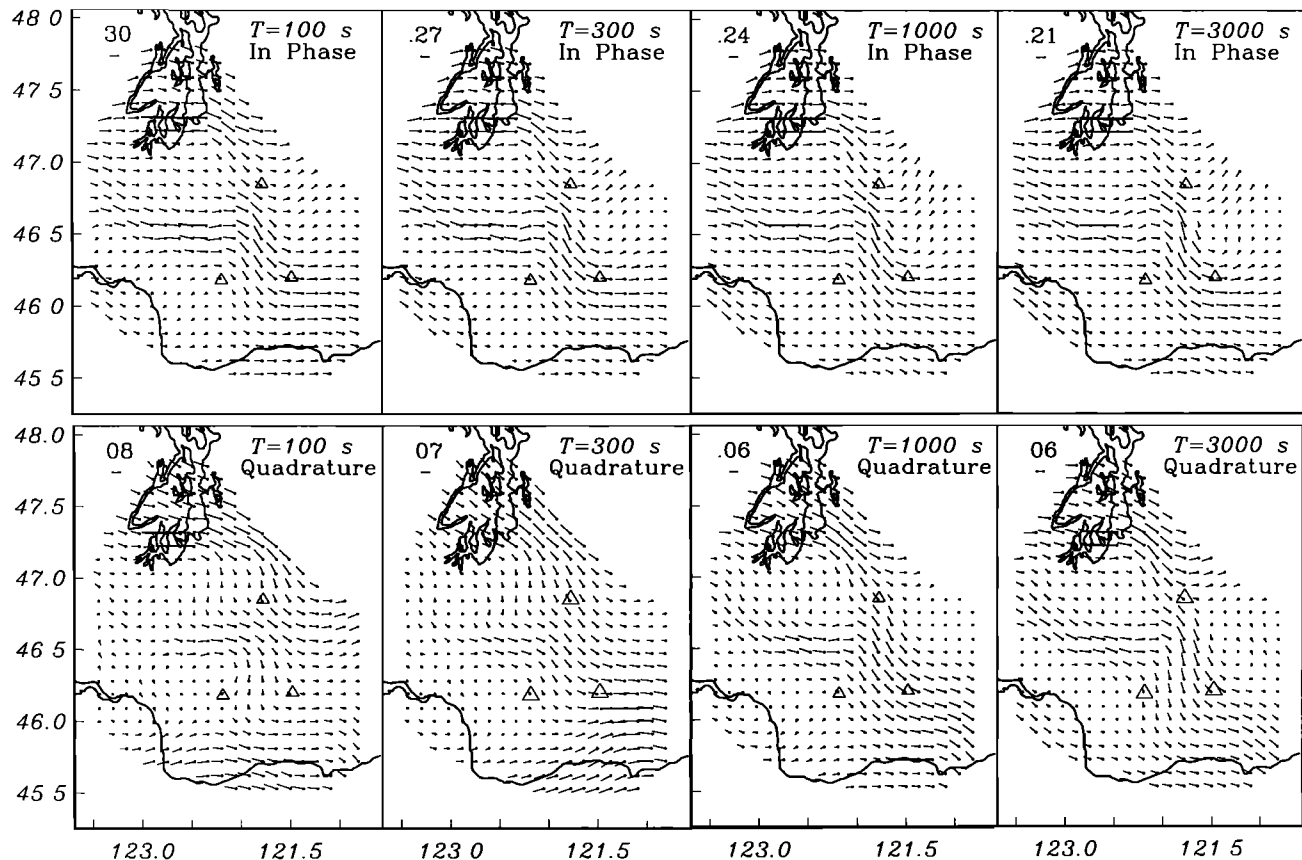 48 0
47 5
47.0
46 5
46.0
45 5
30
T=100 s
In Phase
.27
T=300 s
In Phase
.24
T=1000 s
In Phase
.21
T=3000 s
In Phase
48.0
47.5
47.0
46 5
46.0
45 5
08
T=100 s
Quadrature
07
T=300 s
Quadrature
.06
T=1000 s
Quadrature
06
T=3000 s
Quadrature
123.0 121.5 123 0 121.5 123.0 121.5 123.0 121 5